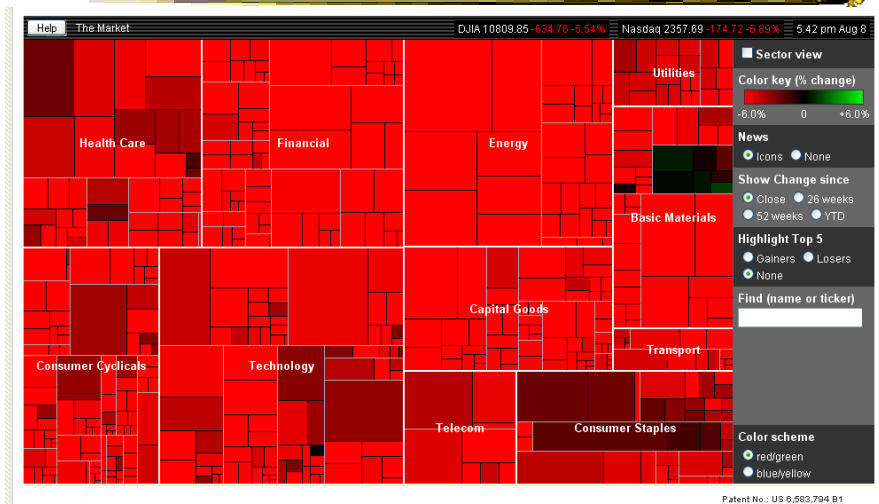 Help The Market DJIA 10809.85 -634.76 -5.54% Nasdaq 2357.69 -174.72 -6.89% 5:42 pm Aug 8
Health Care
Financial
Energy
Utilities
Basic Materials
Consumer Cyclicals
Technology
Capital Goods
Transport
Telecom
Consumer Staples
Sector view
Color key (% change)
-6.0% 0 +6.0%
News
Icons None
Show Change since
Close 26 weeks
52 weeks YTD
Highlight Top 5
Gainers Losers
None
Find (name or ticker)
Color scheme
red/green
blue/yellow
Patent No.: US 6,583,794 B1